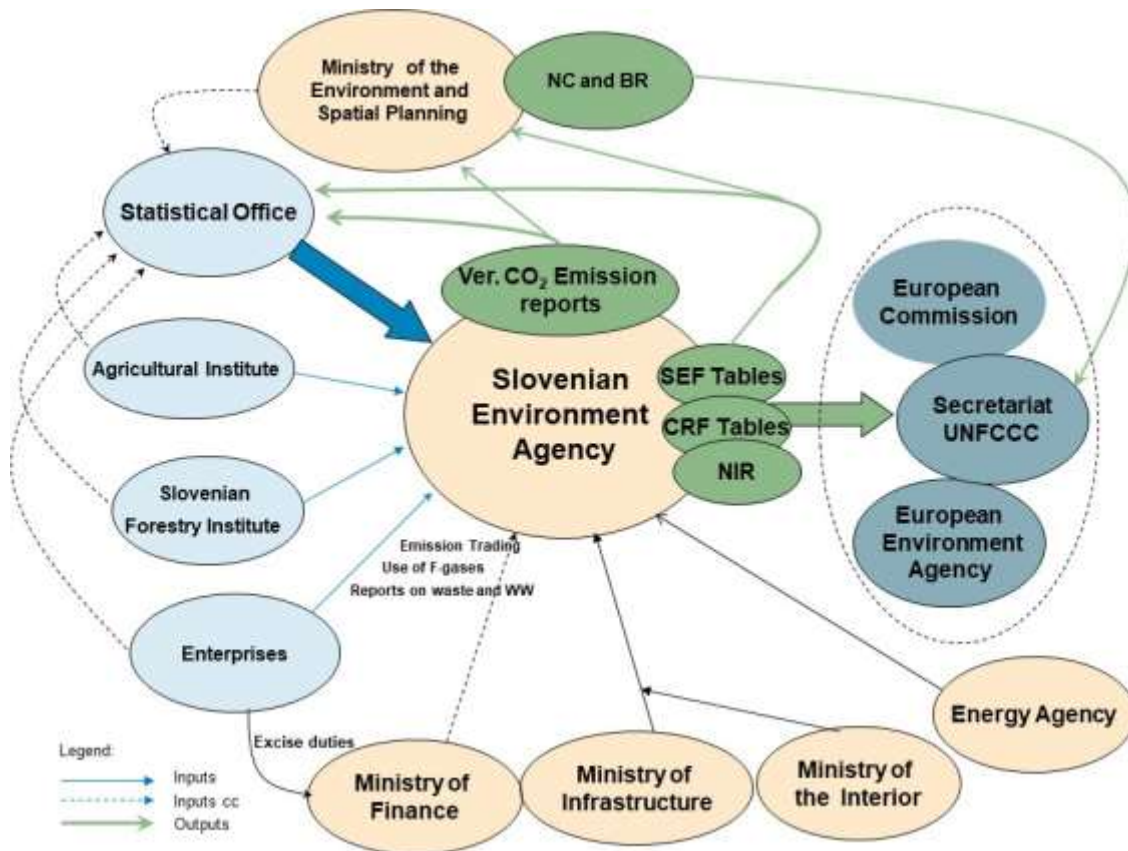 Ministry of the
Environment and
Spatial Planning
NC and BR
Statistical Office
Ver. CO₂ Emission
reports
European
Commission
Agricultural Institute
Slovenian
Environment
Agency
SEF Tables
CRF Tables
NIR
Secretariat
UNFCCC
Slovenian
Forestry Institute
European
Environment
Agency
Emission Trading
Use of F-gases
Reports on waste and WW
Enterprises
Energy Agency
Excise duties
Ministry of
Finance
Ministry of
Infrastructure
Ministry of
the Interior
Legend:
Inputs
Inputs cc
Outputs